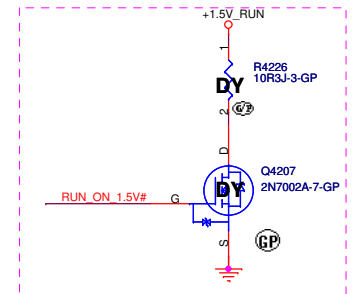 +1.5V_RUN
1
R4226
10R3J-3-GP
DY
2
G/P
D
Q4207
2N7002A-7-GP
DY
RUN_ON_1.5V#
G
S
GP